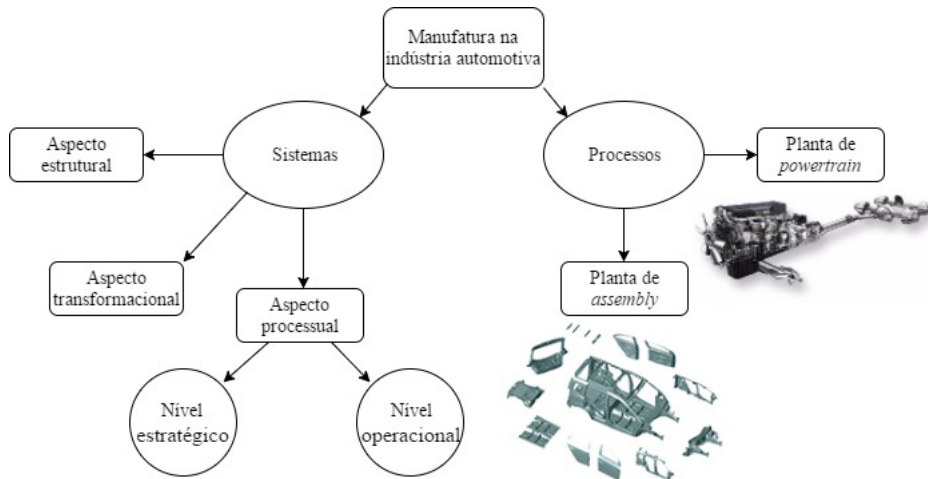 Manufatura na
indústria automotiva
Sistemas
Processos
Aspecto
estrutural
Planta de
powertrain
Aspecto
transformacional
Aspecto
processual
Planta de
assembly
Nível
estratégico
Nível
operacional